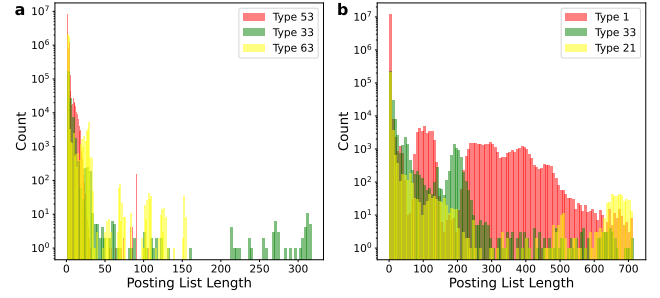 a
Type 53
Type 33
Type 63
10^7
10^6
10^5
10^4
10^3
10^2
10^1
10^0
Count
0 50 100 150 200 250 300
Posting List Length
b
Type 1
Type 33
Type 21
10^7
10^6
10^5
10^4
10^3
10^2
10^1
10^0
Count
0 100 200 300 400 500 600 700
Posting List Length